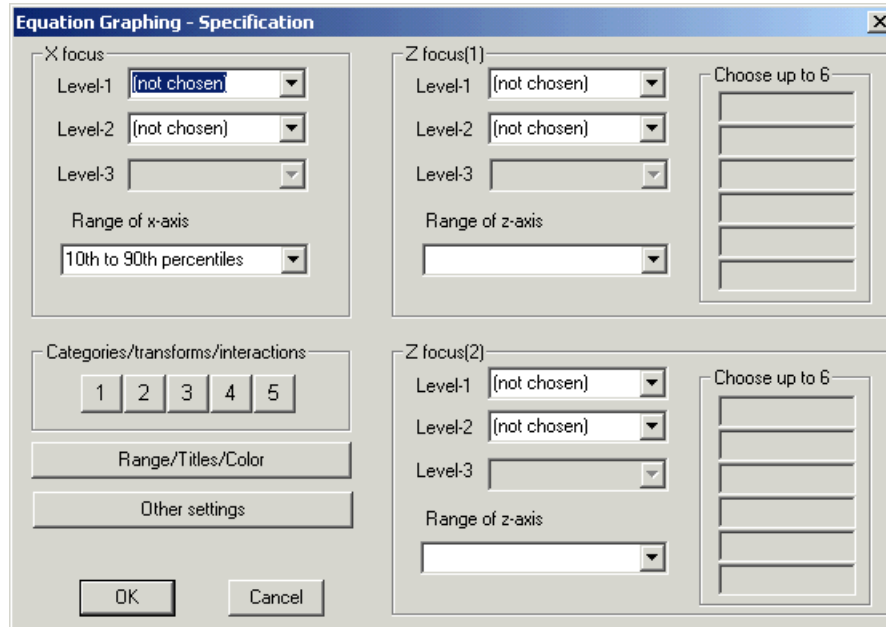 Equation Graphing - Specification
X focus
Level-1 (not chosen)
Level-2 (not chosen)
Level-3
Range of x-axis
10th to 90th percentiles
Categories/transforms/interactions
1 2 3 4 5
Range/Titles/Color
Other settings
OK Cancel
Z focus(1)
Level-1 (not chosen)
Level-2 (not chosen)
Level-3
Range of z-axis
Choose up to 6
Z focus(2)
Level-1 (not chosen)
Level-2 (not chosen)
Level-3
Range of z-axis
Choose up to 6